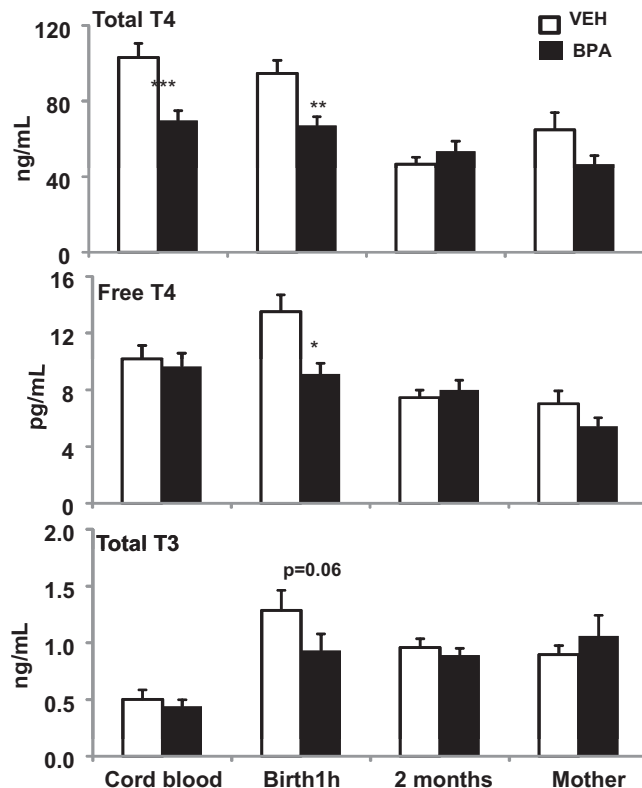 Total T4
VEH
BPA
120
80
40
0
ng/mL
***
**
Free T4
16
12
8
4
0
pg/mL
*
Total T3
2.0
1.5
1.0
0.5
0.0
ng/mL
p=0.06
Cord blood Birth1h 2 months Mother